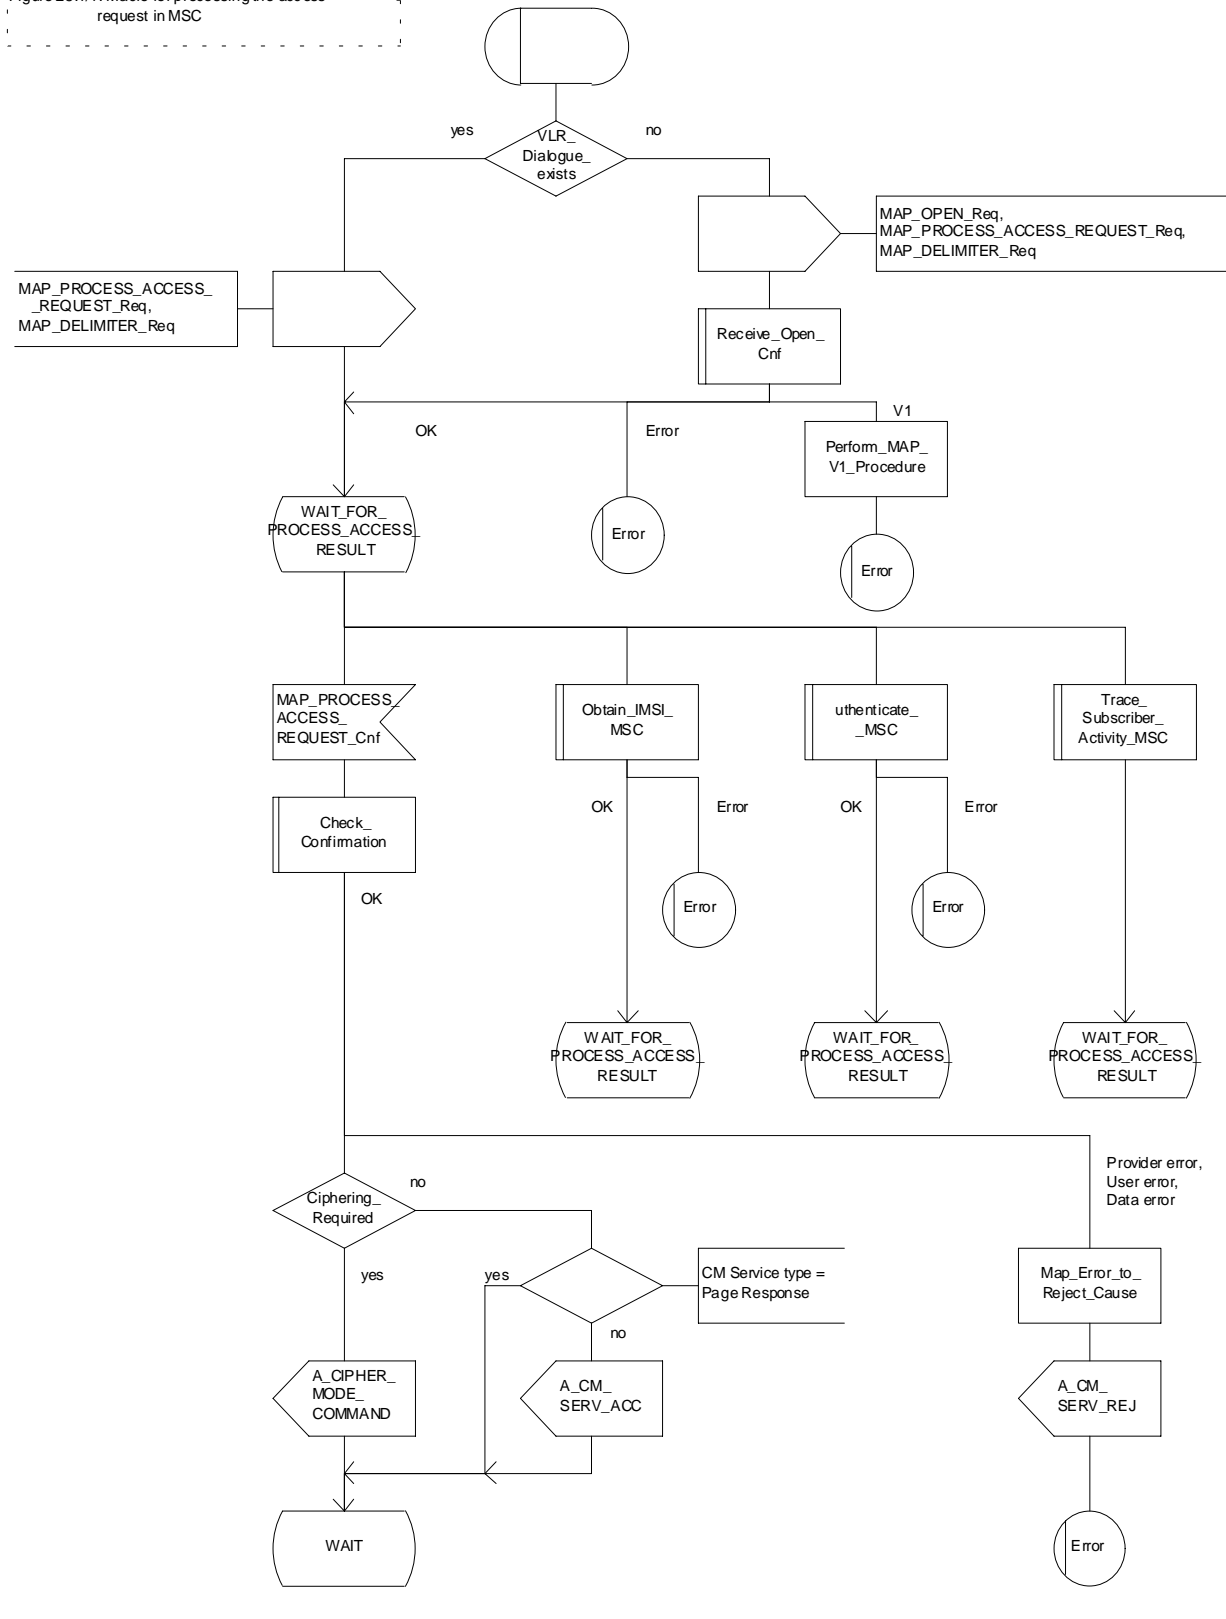 request in MSC
yes
no
VLR_
Dialogue_
exists
MAP_OPEN_Req,
MAP_PROCESS_ACCESS_REQUEST_Req,
MAP_DELIMITER_Req
MAP_PROCESS_ACCESS_
_REQUEST_Req,
MAP_DELIMITER_Req
Receive_Open_
Cnf
OK
Error
V1
Perform_MAP_
V1_Procedure
WAIT_FOR_
PROCESS_ACCESS_
RESULT
Error
Error
MAP_PROCESS_
ACCESS_
REQUEST_Cnf
Obtain_IMSI_
MSC
uthenticate_
_MSC
Trace_
Subscriber_
Activity_MSC
OK
Error
OK
Error
Check_
Confirmation
OK
Error
Error
WAIT_FOR_
PROCESS_ACCESS_
RESULT
WAIT_FOR_
PROCESS_ACCESS_
RESULT
WAIT_FOR_
PROCESS_ACCESS_
RESULT
Provider error,
User error,
Data error
Ciphering_
Required
no
yes
yes
CM Service type =
Page Response
Map_Error_to_
Reject_Cause
no
A_CIPHER_
MODE_
COMMAND
A_CM_
SERV_ACC
A_CM_
SERV_REJ
WAIT
Error